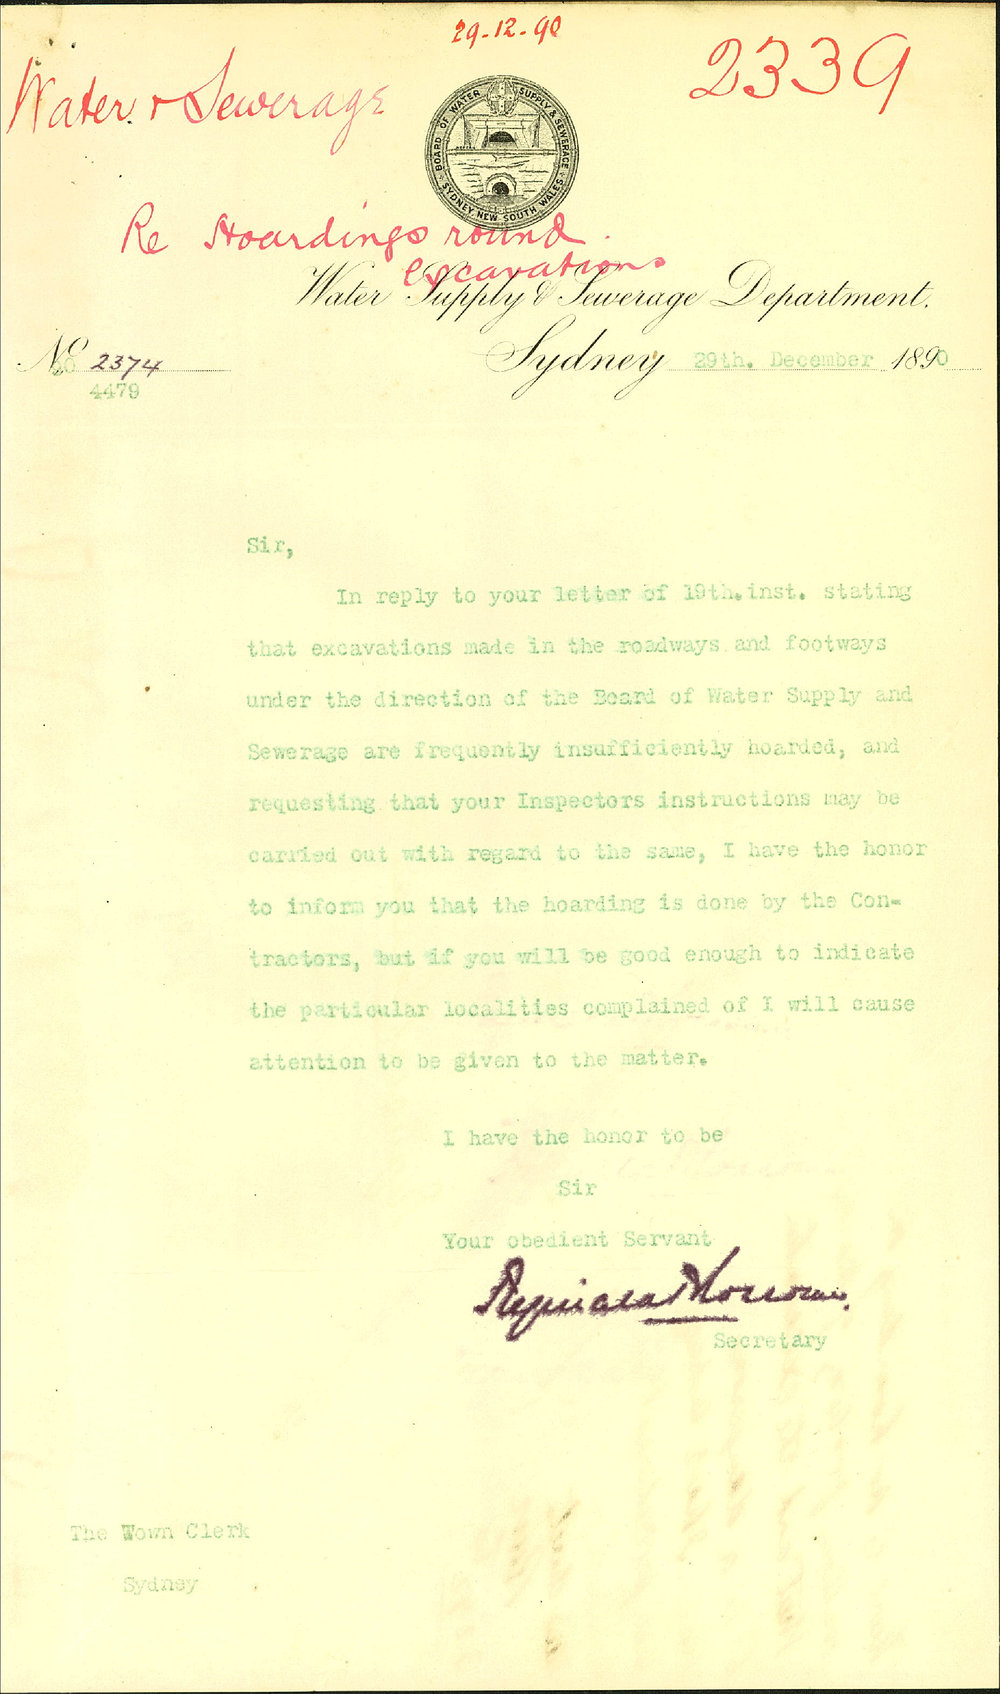 29-12-90
2339
Water & Sewerage
BOARD OF WATER SUPPLY & SEWERAGE
SYDNEY, NEW SOUTH WALES
Re Hoardings round
excavations
Water Supply & Sewerage Department.
No 2374
4479
Sydney 29th. December 1890
Sir,
In reply to your letter of 19th.inst. stating
that excavations made in the roadways and footways
under the direction of the Board of Water Supply and
Sewerage are frequently insufficiently hoarded, and
requesting that your Inspectors instructions may be
carried out with regard to the same, I have the honor
to inform you that the hoarding is done by the Con-
tractors, but if you will be good enough to indicate
the particular localities complained of I will cause
attention to be given to the matter.
I have the honor to be
Sir
Your obedient Servant
Secretary
The Town Clerk
Sydney